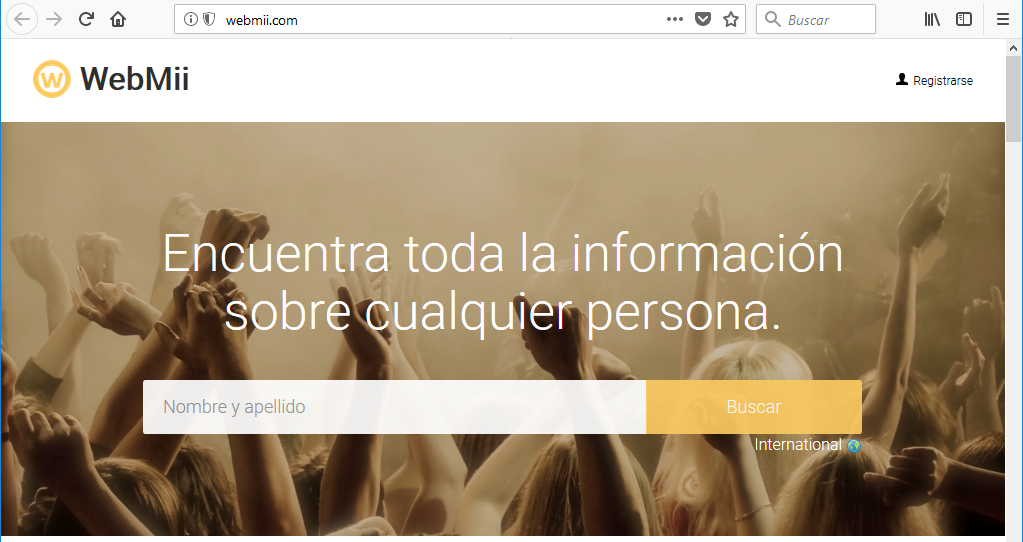 webmii.com
Buscar
W WebMii
Registrarse
Encuentra toda la información
sobre cualquier persona.
Nombre y apellido
Buscar
International